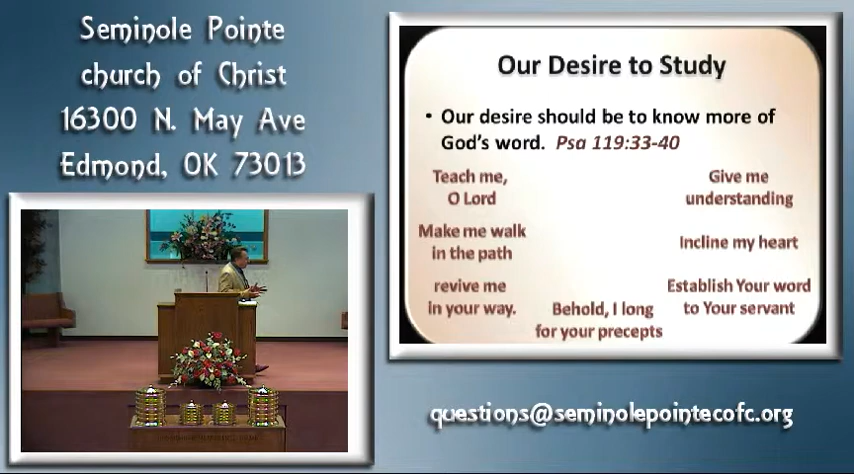 Seminole Pointe
church of Christ
16300 N. May Ave
Edmond, OK 73013
Our Desire to Study
• Our desire should be to know more of
God's word. Psa 119:33-40
Teach me,
O Lord
Give me
understanding
Make me walk
in the path
Incline my heart
revive me
in your way.
Establish Your word
to Your servant
Behold, I long
for your precepts
questions@seminolepointecofc.org